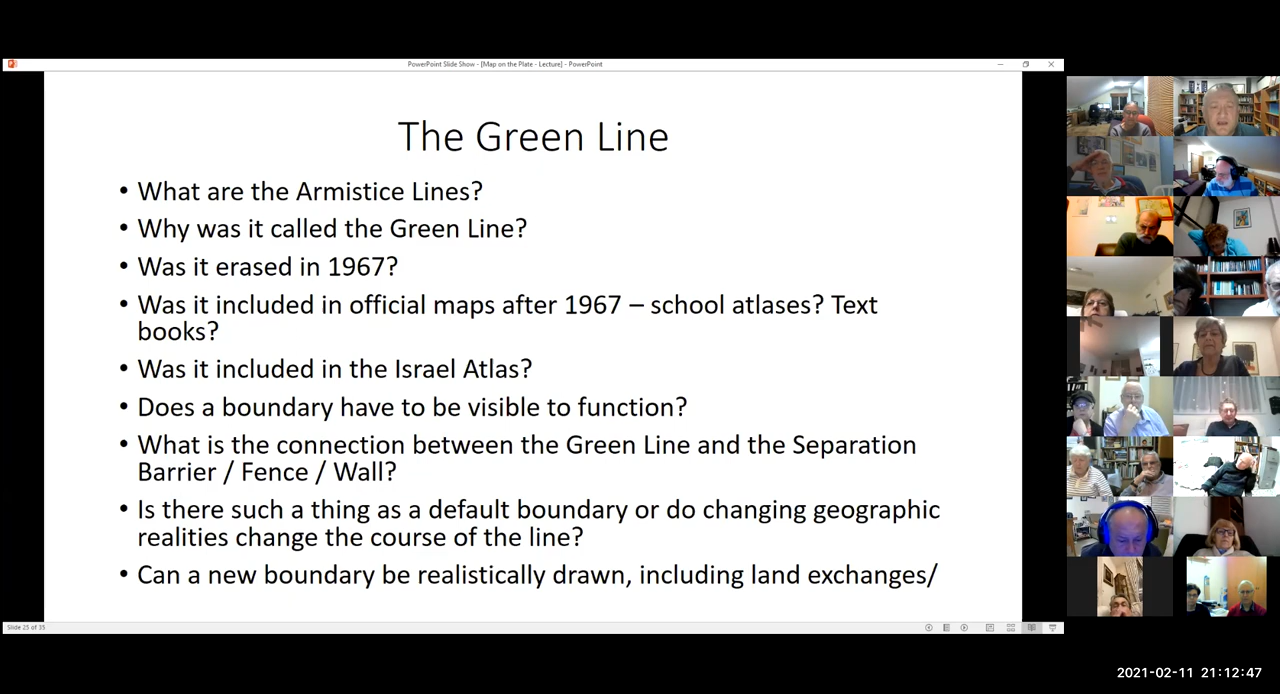 PowerPoint Slide Show - [Map on the Plate - Lecture] - PowerPoint
The Green Line
• What are the Armistice Lines?
• Why was it called the Green Line?
• Was it erased in 1967?
• Was it included in official maps after 1967 – school atlases? Text
books?
• Was it included in the Israel Atlas?
• Does a boundary have to be visible to function?
• What is the connection between the Green Line and the Separation
Barrier / Fence / Wall?
• Is there such a thing as a default boundary or do changing geographic
realities change the course of the line?
• Can a new boundary be realistically drawn, including land exchanges/
Slide 25 of 35
2021-02-11 21:12:47